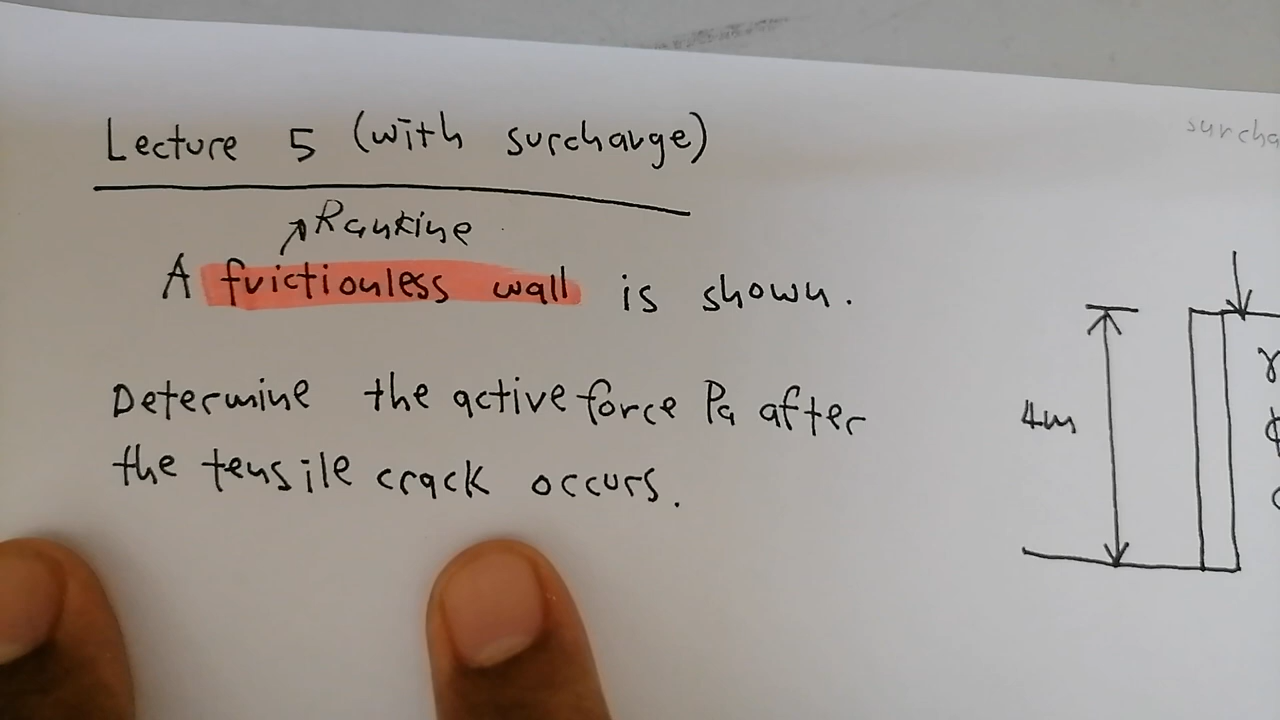 Lecture 5 (with surcharge)
Rankine
A frictionless wall is shown.
Determine the active force Pa after
the tensile crack occurs.
4m
γ